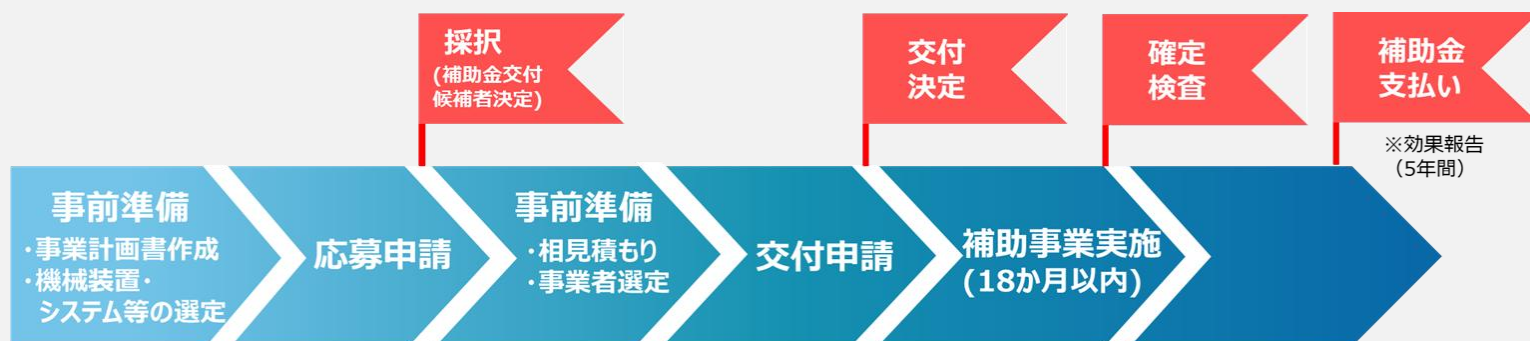 採択
(補助金交付
候補者決定)
交付
決定
確定
検査
補助金
支払い
※効果報告
（5年間）
事前準備
・事業計画書作成
・機械装置・
システム等の選定
応募申請
事前準備
・相見積もり
・事業者選定
交付申請
補助事業実施
(18か月以内)